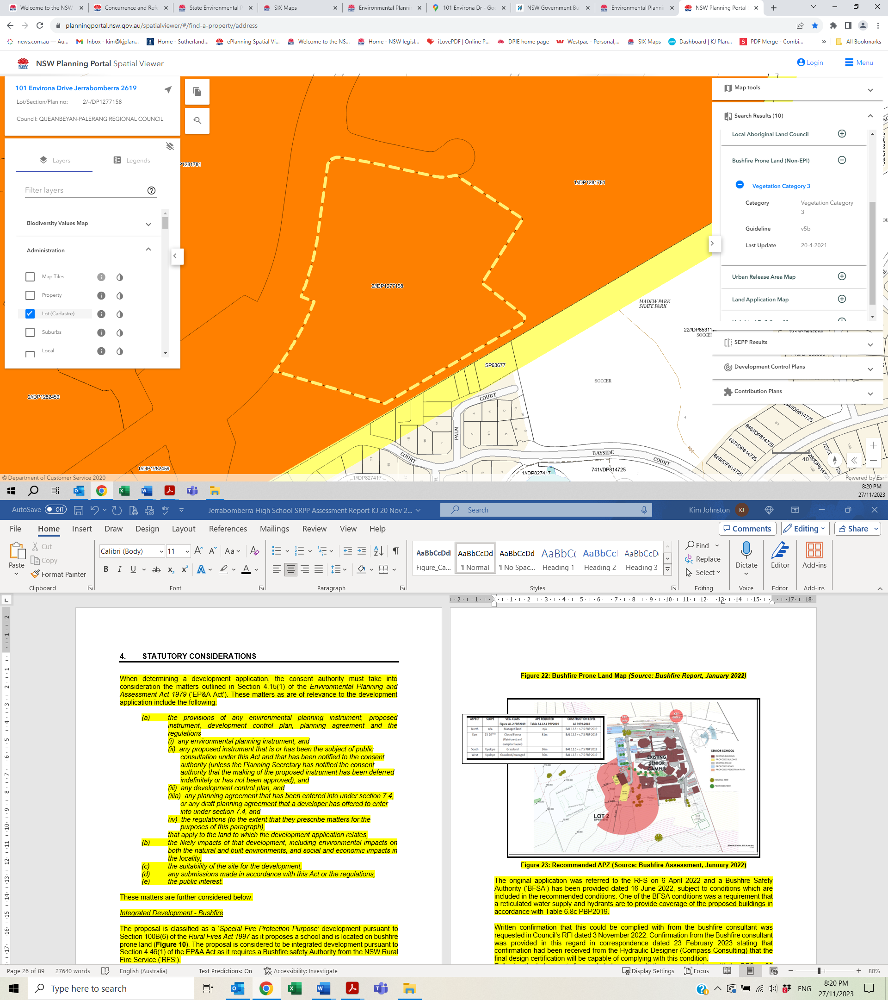 Welcome to the NSW
Concurrence and Refe
State Environmental P
SIX Maps
Environmental Planni
101 Environa Dr - Goo
NSW Government Bu
Environmental Planni
NSW Planning Portal
planningportal.nsw.gov.au/spatialviewer/#/find-a-property/address
news.com.au — Au...
Inbox - kim@kjplan...
Home - Sutherland...
ePlanning Spatial Vi...
Welcome to the NS...
Home - NSW legisl...
iLovePDF | Online P...
DPIE home page
Westpac - Personal,...
SIX Maps
Dashboard | KJ Plan...
PDF Merge - Combi...
»
All Bookmarks
NSW Planning Portal Spatial Viewer
Login
Menu
101 Environa Drive Jerrabomberra 2619
Lot/Section/Plan no: 2/-/DP1277158
Council: QUEANBEYAN-PALERANG REGIONAL COUNCIL
Layers
Legends
Filter layers
Biodiversity Values Map
Administration
Map Tiles
Property
Lot (Cadastre)
Suburbs
Local
1281781
1//DP1281781
2//DP1277158
2//DP1282459
1//DP1282459
SP63677
MADEW PARK
SKATE PARK
22//DP85311
SOCCER
SOCCER
COURT
PALM
COURT
BAYSIDE
COURT
1//DP827417
1//DP827417
741//DP814725
666//DP814725
667//DP814725
668//DP814725
600
40 m
Map tools
Search Results (10)
Local Aboriginal Land Council
Bushfire Prone Land (Non-EPI)
Vegetation Category 3
Category Vegetation Category
3
Guideline v5b
Last Update 20-4-2021
Urban Release Area Map
Land Application Map
SEPP Results
Development Control Plans
Contribution Plans
© Department of Customer Service 2020
Powered by Esri
8:20 PM
27/11/2023
AutoSave Off
Jerrabomberra High School SRPP Assessment Report KJ 20 Nov 2...
Search
Kim Johnston
KJ
File Home Insert Draw Design Layout References Mailings Review View Help
Comments
Editing
Share
Paste
Cut
Copy
Format Painter
Calibri (Body)
11
AaBbCcDdI
AaBbCcDd
AaBbCcDd
AaBbC
AaBbCc
AaBbCcD
Figure_Ca...
¶ Normal
¶ No Spac...
Heading 1
Heading 2
Heading 3
Find
Replace
Select
Dictate
Editor
Add-ins
Clipboard
Font
Paragraph
Styles
Editing
Voice
Editor
Add-ins
4. STATUTORY CONSIDERATIONS
When determining a development application, the consent authority must take into
consideration the matters outlined in Section 4.15(1) of the Environmental Planning and
Assessment Act 1979 (‘EP&A Act’). These matters as are of relevance to the development
application include the following:
(a) the provisions of any environmental planning instrument, proposed
instrument, development control plan, planning agreement and the
regulations
(i) any environmental planning instrument, and
(ii) any proposed instrument that is or has been the subject of public
consultation under this Act and that has been notified to the consent
authority (unless the Planning Secretary has notified the consent
authority that the making of the proposed instrument has been deferred
indefinitely or has not been approved), and
(iii) any development control plan, and
(iiia) any planning agreement that has been entered into under section 7.4,
or any draft planning agreement that a developer has offered to enter
into under section 7.4, and
(iv) the regulations (to the extent that they prescribe matters for the
purposes of this paragraph),
that apply to the land to which the development application relates,
(b) the likely impacts of that development, including environmental impacts on
both the natural and built environments, and social and economic impacts in
the locality,
(c) the suitability of the site for the development,
(d) any submissions made in accordance with this Act or the regulations,
(e) the public interest.
These matters are further considered below.
Integrated Development - Bushfire
The proposal is classified as a ‘Special Fire Protection Purpose’ development pursuant to
Section 100B(6) of the Rural Fires Act 1997 as it proposes a school and is located on bushfire
prone land (Figure 10). The proposal is considered to be integrated development pursuant to
Section 4.46(1) of the EP&A Act as it requires a Bushfire safety Authority from the NSW Rural
Fire Service (‘RFS’).
Figure 22: Bushfire Prone Land Map (Source: Bushfire Report, January 2022)
ASPECT SLOPE VEG. CLASS APZ REQUIRED CONSTRUCTION LEVEL
Figure A1.2 PBP2019 Table A1.12.1 PBP2019 AS 3959-2018
North n/a Managed land n/a BAL 12.5 + s.7.5 PBP 2019
East 15-20 Closed Forest 81m BAL 12.5 + s.7.5 PBP 2019
(Rainforest and
camphor laurel)
South Upslope Grassland 36m BAL 12.5 + s.7.5 PBP 2019
West Upslope Grassland/managed 36m BAL 12.5 + s.7.5 PBP 2019
EXISTING
SENIOR
CAMPUS
LOT 2
SENIOR SCHOOL
EXISTING BUILDING
PROPOSED BUILDING
EXISTING ROAD
PROPOSED ROAD
PROPOSED PEDESTRIAN PATH
EXISTING TREE
PROPOSED TREE
Figure 23: Recommended APZ (Source: Bushfire Assessment, January 2022)
The original application was referred to the RFS on 6 April 2022 and a Bushfire Safety
Authority (‘BFSA’) has been provided dated 16 June 2022, subject to conditions which are
included in the recommended conditions. One of the BFSA conditions was a requirement that
a reticulated water supply and hydrants are to provide coverage of the proposed buildings in
accordance with Table 6.8c PBP2019.
Written confirmation that this could be complied with from the bushfire consultant was
requested in Council’s RFI dated 3 November 2022. Confirmation from the Bushfire consultant
was provided in this regard in correspondence dated 23 February 2023 stating that
confirmation had been received from the Hydraulic Designer (Compass Consulting) that the
final design certification will be capable of complying with this condition.
Page 26 of 89
27640 words
English (Australia)
Text Predictions: On
Accessibility: Investigate
Display Settings
Focus
80%
Type here to search
ENG
8:20 PM
27/11/2023